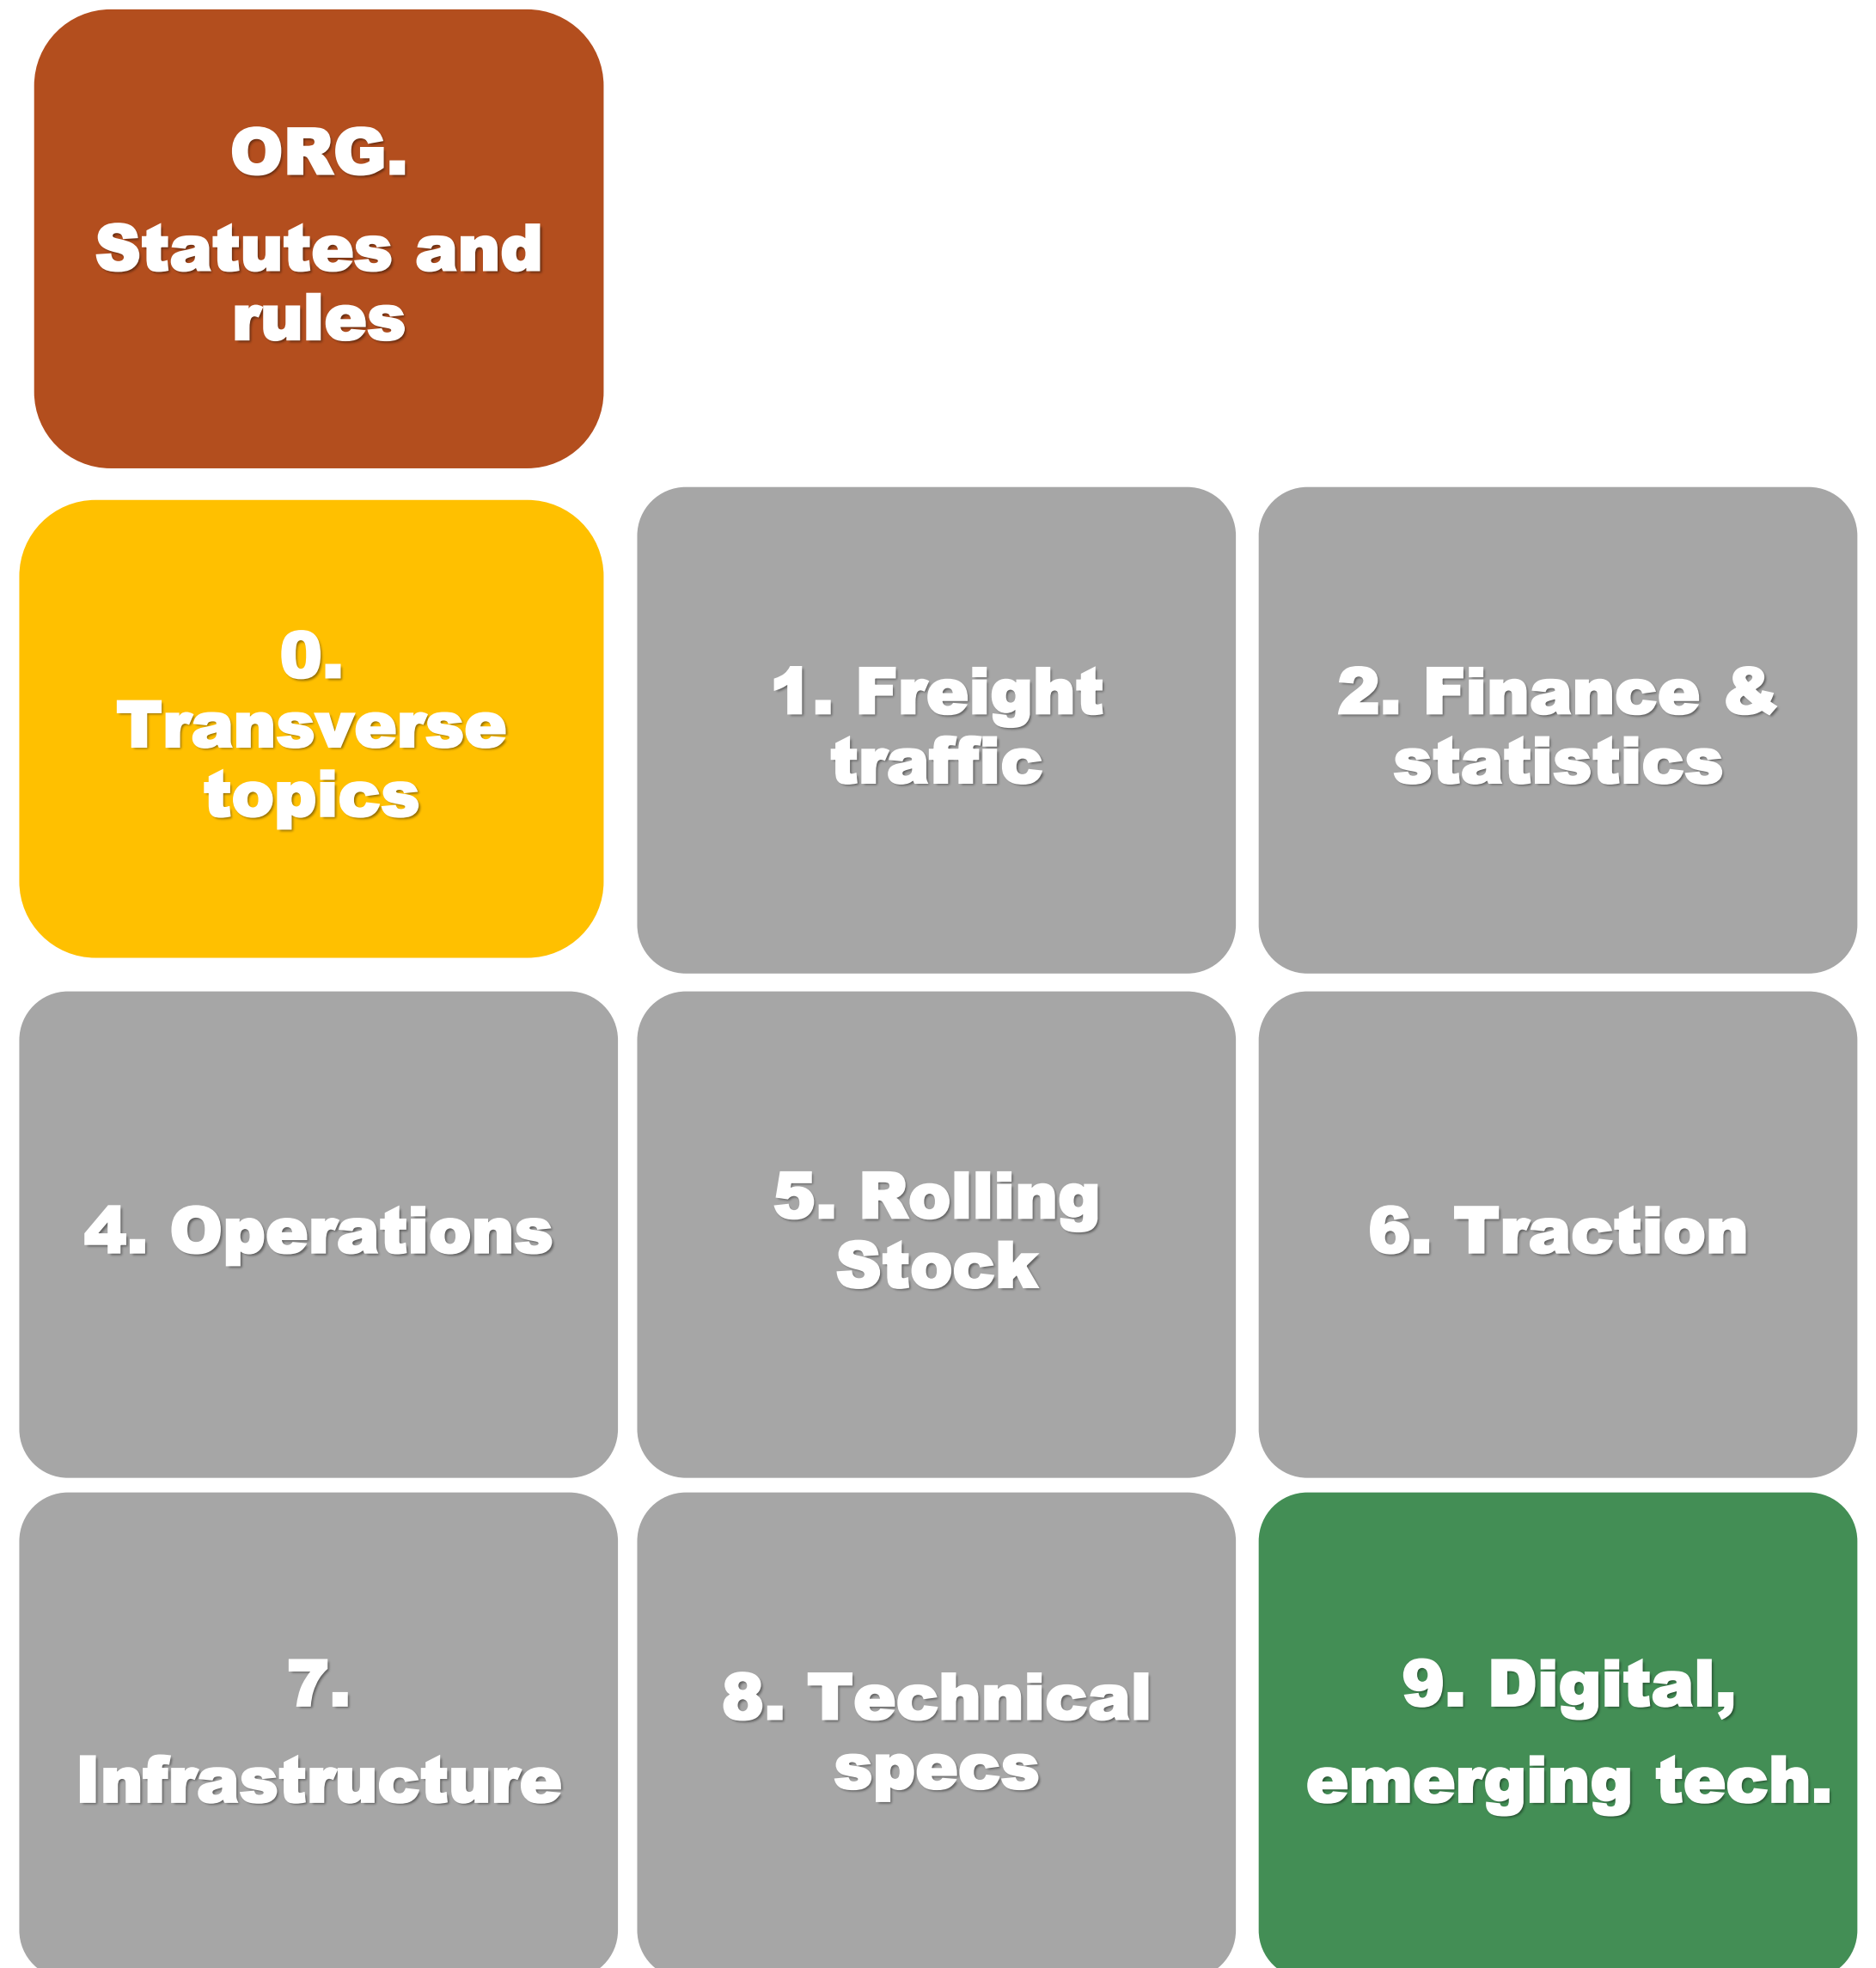 ORG.
Statutes and
rules
0.
Transverse
topics
1. Freight
traffic
2. Finance &
statistics
4. Operations
5. Rolling
Stock
6. Traction
7.
Infrastructure
8. Technical
specs
9. Digital,
emerging tech.